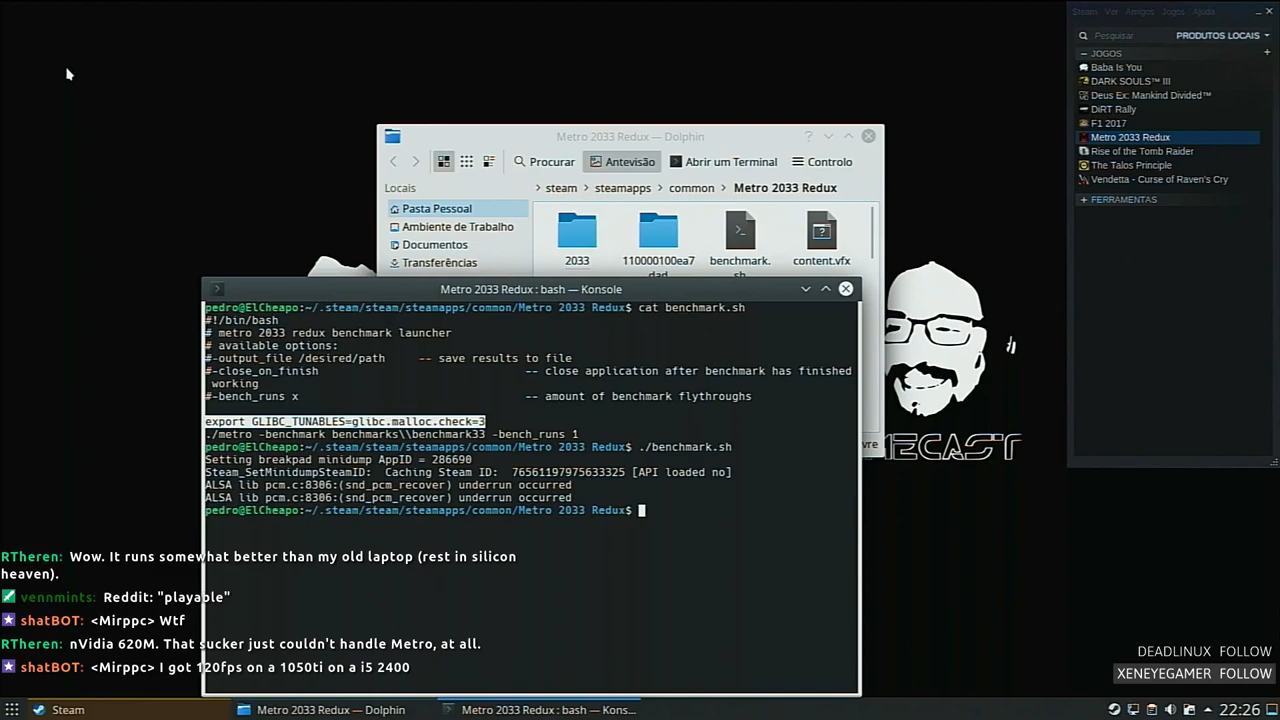 Steam Ver Amigos Jogos Ajuda
Pesquisar PRODUTOS LOCAIS
— JOGOS +
Baba Is You
DARK SOULS™ III
Deus Ex: Mankind Divided™
DiRT Rally
F1 2017
Metro 2033 Redux
Rise of the Tomb Raider
The Talos Principle
Vendetta - Curse of Raven's Cry
+ FERRAMENTAS
Metro 2033 Redux — Dolphin
Procurar Antevisão Abrir um Terminal Controlo
Locais > steam > steamapps > common > Metro 2033 Redux
Pasta Pessoal
Ambiente de Trabalho
Documentos
Transferências
2033 110000100ea7 benchmark. content.vfx
Metro 2033 Redux : bash — Konsole
pedro@ElCheapo:~/.steam/steam/steamapps/common/Metro 2033 Redux$ cat benchmark.sh
#!/bin/bash
# metro 2033 redux benchmark launcher
# available options:
#-output_file /desired/path -- save results to file
#-close_on_finish -- close application after benchmark has finished
working
#-bench_runs x -- amount of benchmark flythroughs
export GLIBC_TUNABLES=glibc.malloc.check=3
./metro -benchmark benchmarks\\benchmark33 -bench_runs 1
pedro@ElCheapo:~/.steam/steam/steamapps/common/Metro 2033 Redux$ ./benchmark.sh
Setting breakpad minidump AppID = 286690
Steam_SetMinidumpSteamID: Caching Steam ID: 76561197975633325 [API loaded no]
ALSA lib pcm.c:8306:(snd_pcm_recover) underrun occurred
ALSA lib pcm.c:8306:(snd_pcm_recover) underrun occurred
pedro@ElCheapo:~/.steam/steam/steamapps/common/Metro 2033 Redux$
vre
MECAST
RTheren: Wow. It runs somewhat better than my old laptop (rest in silicon
heaven).
vennmints: Reddit: "playable"
shatBOT: <Mirppc> Wtf
RTheren: nVidia 620M. That sucker just couldn't handle Metro, at all.
shatBOT: <Mirppc> I got 120fps on a 1050ti on a i5 2400
DEADLINUX FOLLOW
XENEYEGAMER FOLLOW
Steam Metro 2033 Redux — Dolphin Metro 2033 Redux : bash — Kons... 22:26